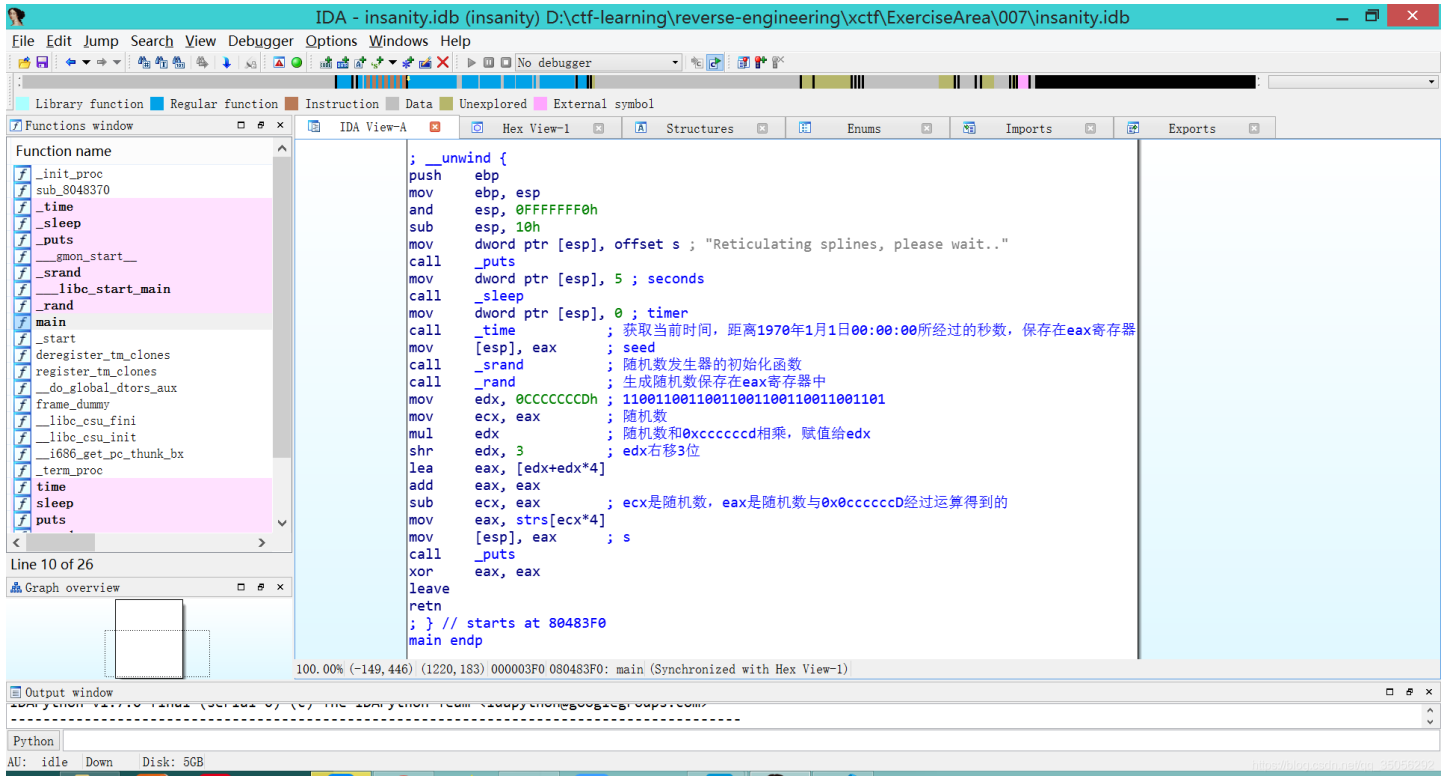 IDA - insanity.idb (insanity) D:\ctf-learning\reverse-engineering\xctf\ExerciseArea\007\insanity.idb
File Edit Jump Search View Debugger Options Windows Help
No debugger
Library function Regular function Instruction Data Unexplored External symbol
Functions window
IDA View-A Hex View-1 Structures Enums Imports Exports
Function name
f _init_proc
f sub_8048370
f _time
f _sleep
f _puts
f ___gmon_start__
f _srand
f ___libc_start_main
f _rand
f main
f _start
f deregister_tm_clones
f register_tm_clones
f __do_global_dtors_aux
f frame_dummy
f __libc_csu_fini
f __libc_csu_init
f __i686_get_pc_thunk_bx
f _term_proc
f time
f sleep
f puts
Line 10 of 26
Graph overview
; __unwind {
push ebp
mov ebp, esp
and esp, 0FFFFFFF0h
sub esp, 10h
mov dword ptr [esp], offset s ; "Reticulating splines, please wait.."
call _puts
mov dword ptr [esp], 5 ; seconds
call _sleep
mov dword ptr [esp], 0 ; timer
call _time ; 获取当前时间，距离1970年1月1日00:00:00所经过的秒数，保存在eax寄存器
mov [esp], eax ; seed
call _srand ; 随机数发生器的初始化函数
call _rand ; 生成随机数保存在eax寄存器中
mov edx, 0CCCCCCCDh ; 11001100110011001100110011001101
mov ecx, eax ; 随机数
mul edx ; 随机数和0xccccccd相乘，赋值给edx
shr edx, 3 ; edx右移3位
lea eax, [edx+edx*4]
add eax, eax
sub ecx, eax ; ecx是随机数，eax是随机数与0x0ccccccD经过运算得到的
mov eax, strs[ecx*4]
mov [esp], eax ; s
call _puts
xor eax, eax
leave
retn
; } // starts at 80483F0
main endp
100.00% (-149,446) (1220,183) 000003F0 080483F0: main (Synchronized with Hex View-1)
Output window
Python
AU: idle Down Disk: 5GB